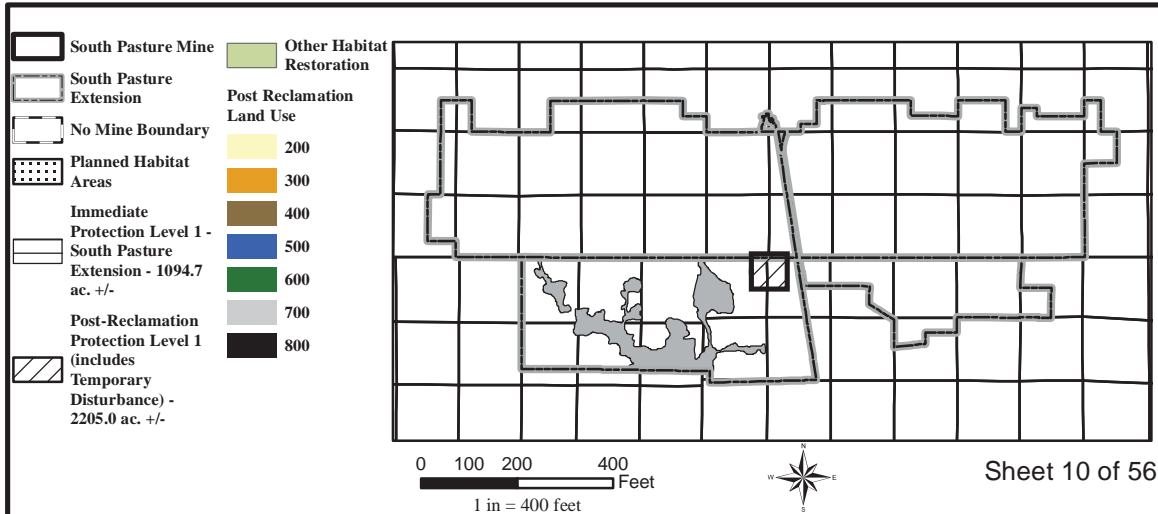 South Pasture Mine
South Pasture
Extension
No Mine Boundary
Planned Habitat
Areas
Immediate
Protection Level 1 -
South Pasture
Extension - 1094.7
ac. +/-
Post-Reclamation
Protection Level 1
(includes
Temporary
Disturbance) -
2205.0 ac. +/-
Other Habitat
Restoration
Post Reclamation
Land Use
200
300
400
500
600
700
800
0 100 200 400
Feet
1 in = 400 feet
N
W E
S
Sheet 10 of 56